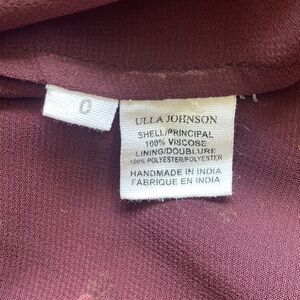 0
ULLA JOHNSON
SHELL/PRINCIPAL
100% VISCOSE
LINING/DOUBLURE
100% POLYESTER/POLYESTER
HANDMADE IN INDIA
FABRIQUE EN INDIA